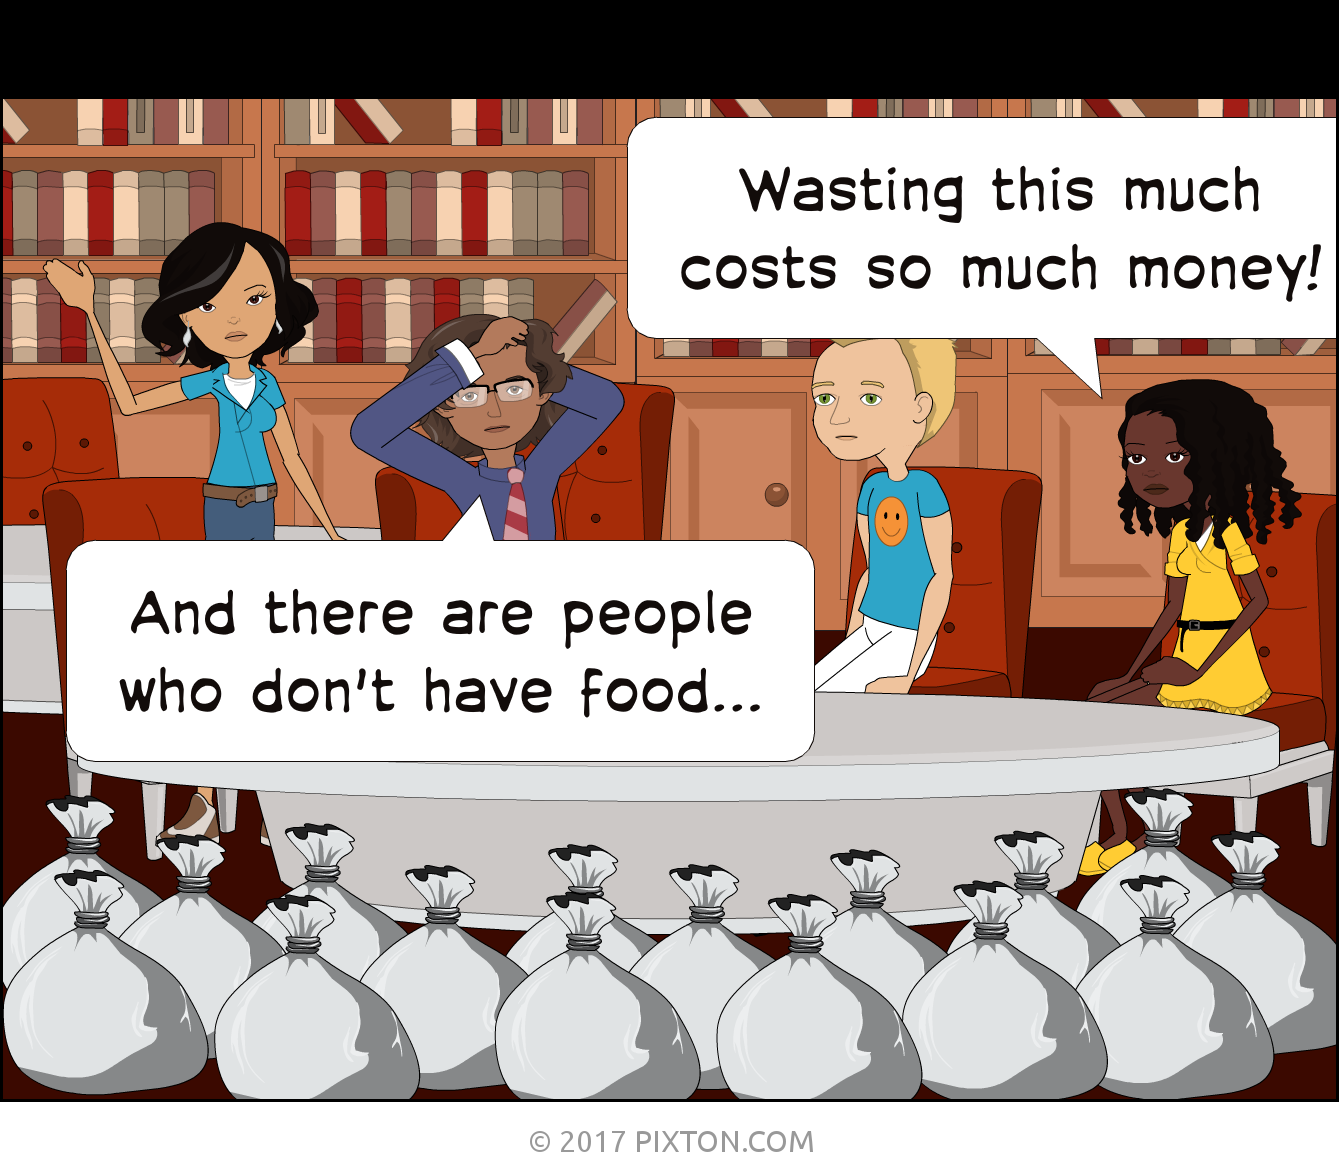 Wasting this much
costs so much money!
And there are people
who don't have food...
© 2017 PIXTON.COM